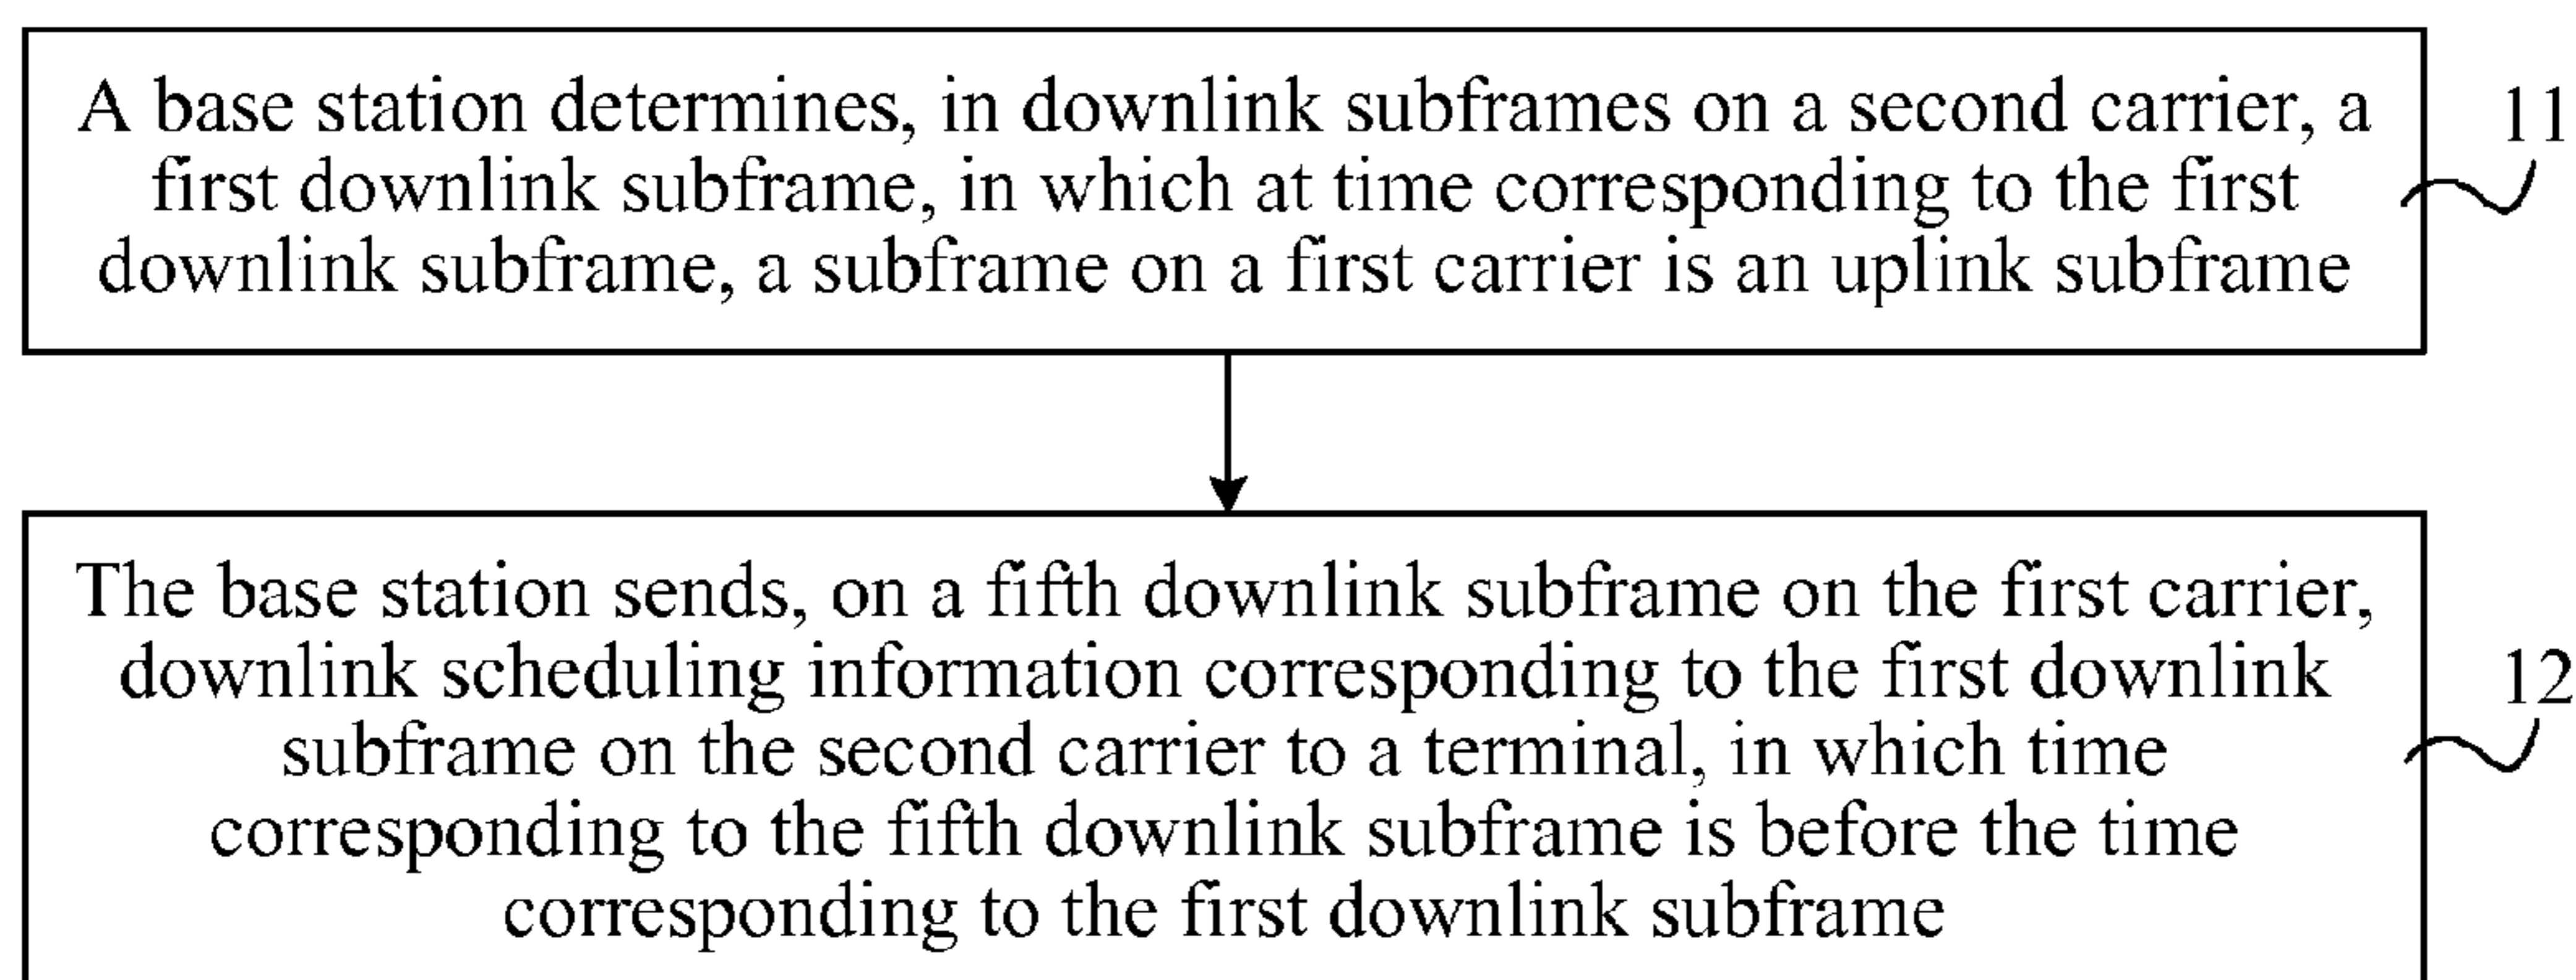 A base station determines, in downlink subframes on a second carrier, a
first downlink subframe, in which at time corresponding to the first
downlink subframe, a subframe on a first carrier is an uplink subframe
11
The base station sends, on a fifth downlink subframe on the first carrier,
downlink scheduling information corresponding to the first downlink
subframe on the second carrier to a terminal, in which time
corresponding to the fifth downlink subframe is before the time
corresponding to the first downlink subframe
12